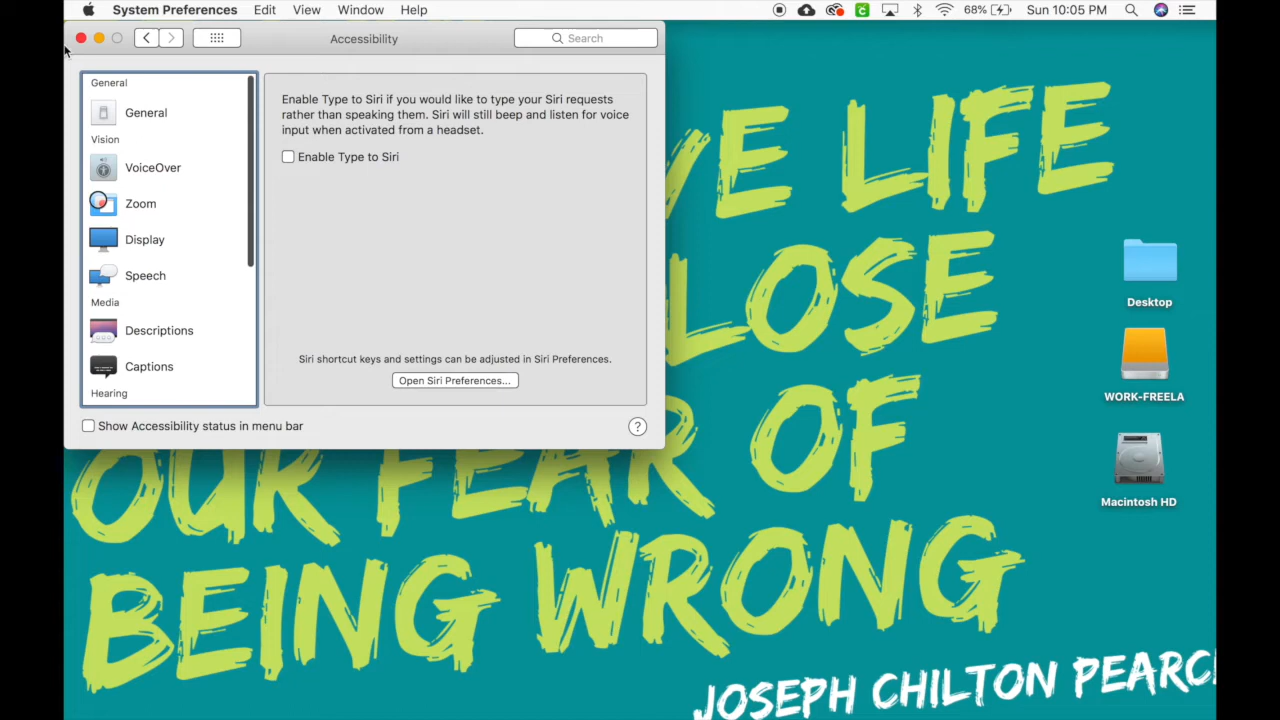 System Preferences Edit View Window Help
68% Sun 10:05 PM
Accessibility
Search
General
General
Vision
VoiceOver
Zoom
Display
Speech
Media
Descriptions
Captions
Hearing
Enable Type to Siri if you would like to type your Siri requests
rather than speaking them. Siri will still beep and listen for voice
input when activated from a headset.
Enable Type to Siri
Siri shortcut keys and settings can be adjusted in Siri Preferences.
Open Siri Preferences...
Show Accessibility status in menu bar
?
LIFE
LOSE
OF
OUR FEAR OF
BEING WRONG
JOSEPH CHILTON PEARC
Desktop
WORK-FREELA
Macintosh HD